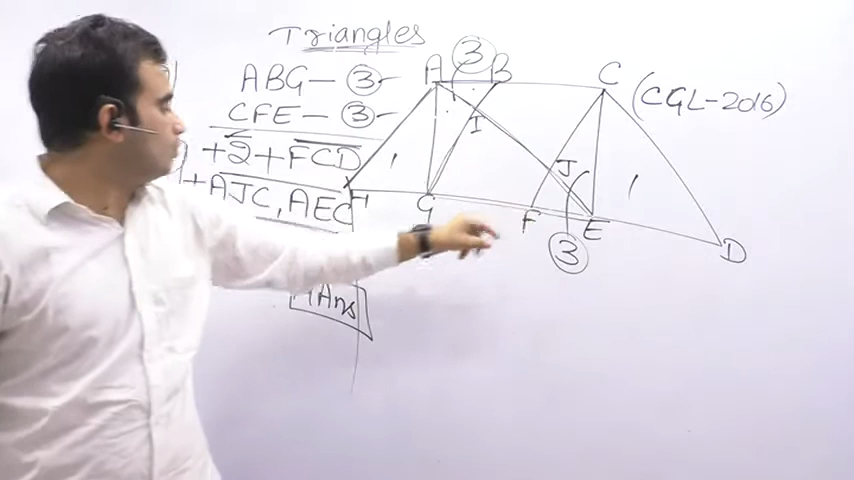 Triangles
ABG - 3
CFE - 3
+2+FCD
+AJC, AEC
Ans
3
A B C (CGL-2016)
I
J
1
1
H G F E D
3